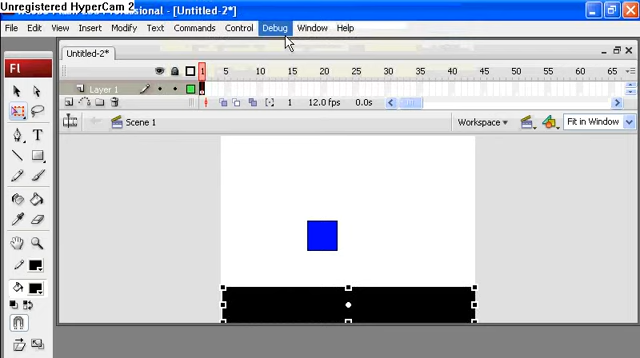 Unregistered HyperCam 2
Professional - [Untitled-2*]
File Edit View Insert Modify Text Commands Control Debug Window Help
Untitled-2*
1 5 10 15 20 25 30 35 40 45 50 55 60 65
Layer 1
1 12.0 fps 0.0s
Scene 1
Workspace
Fit in Window
Fl
T